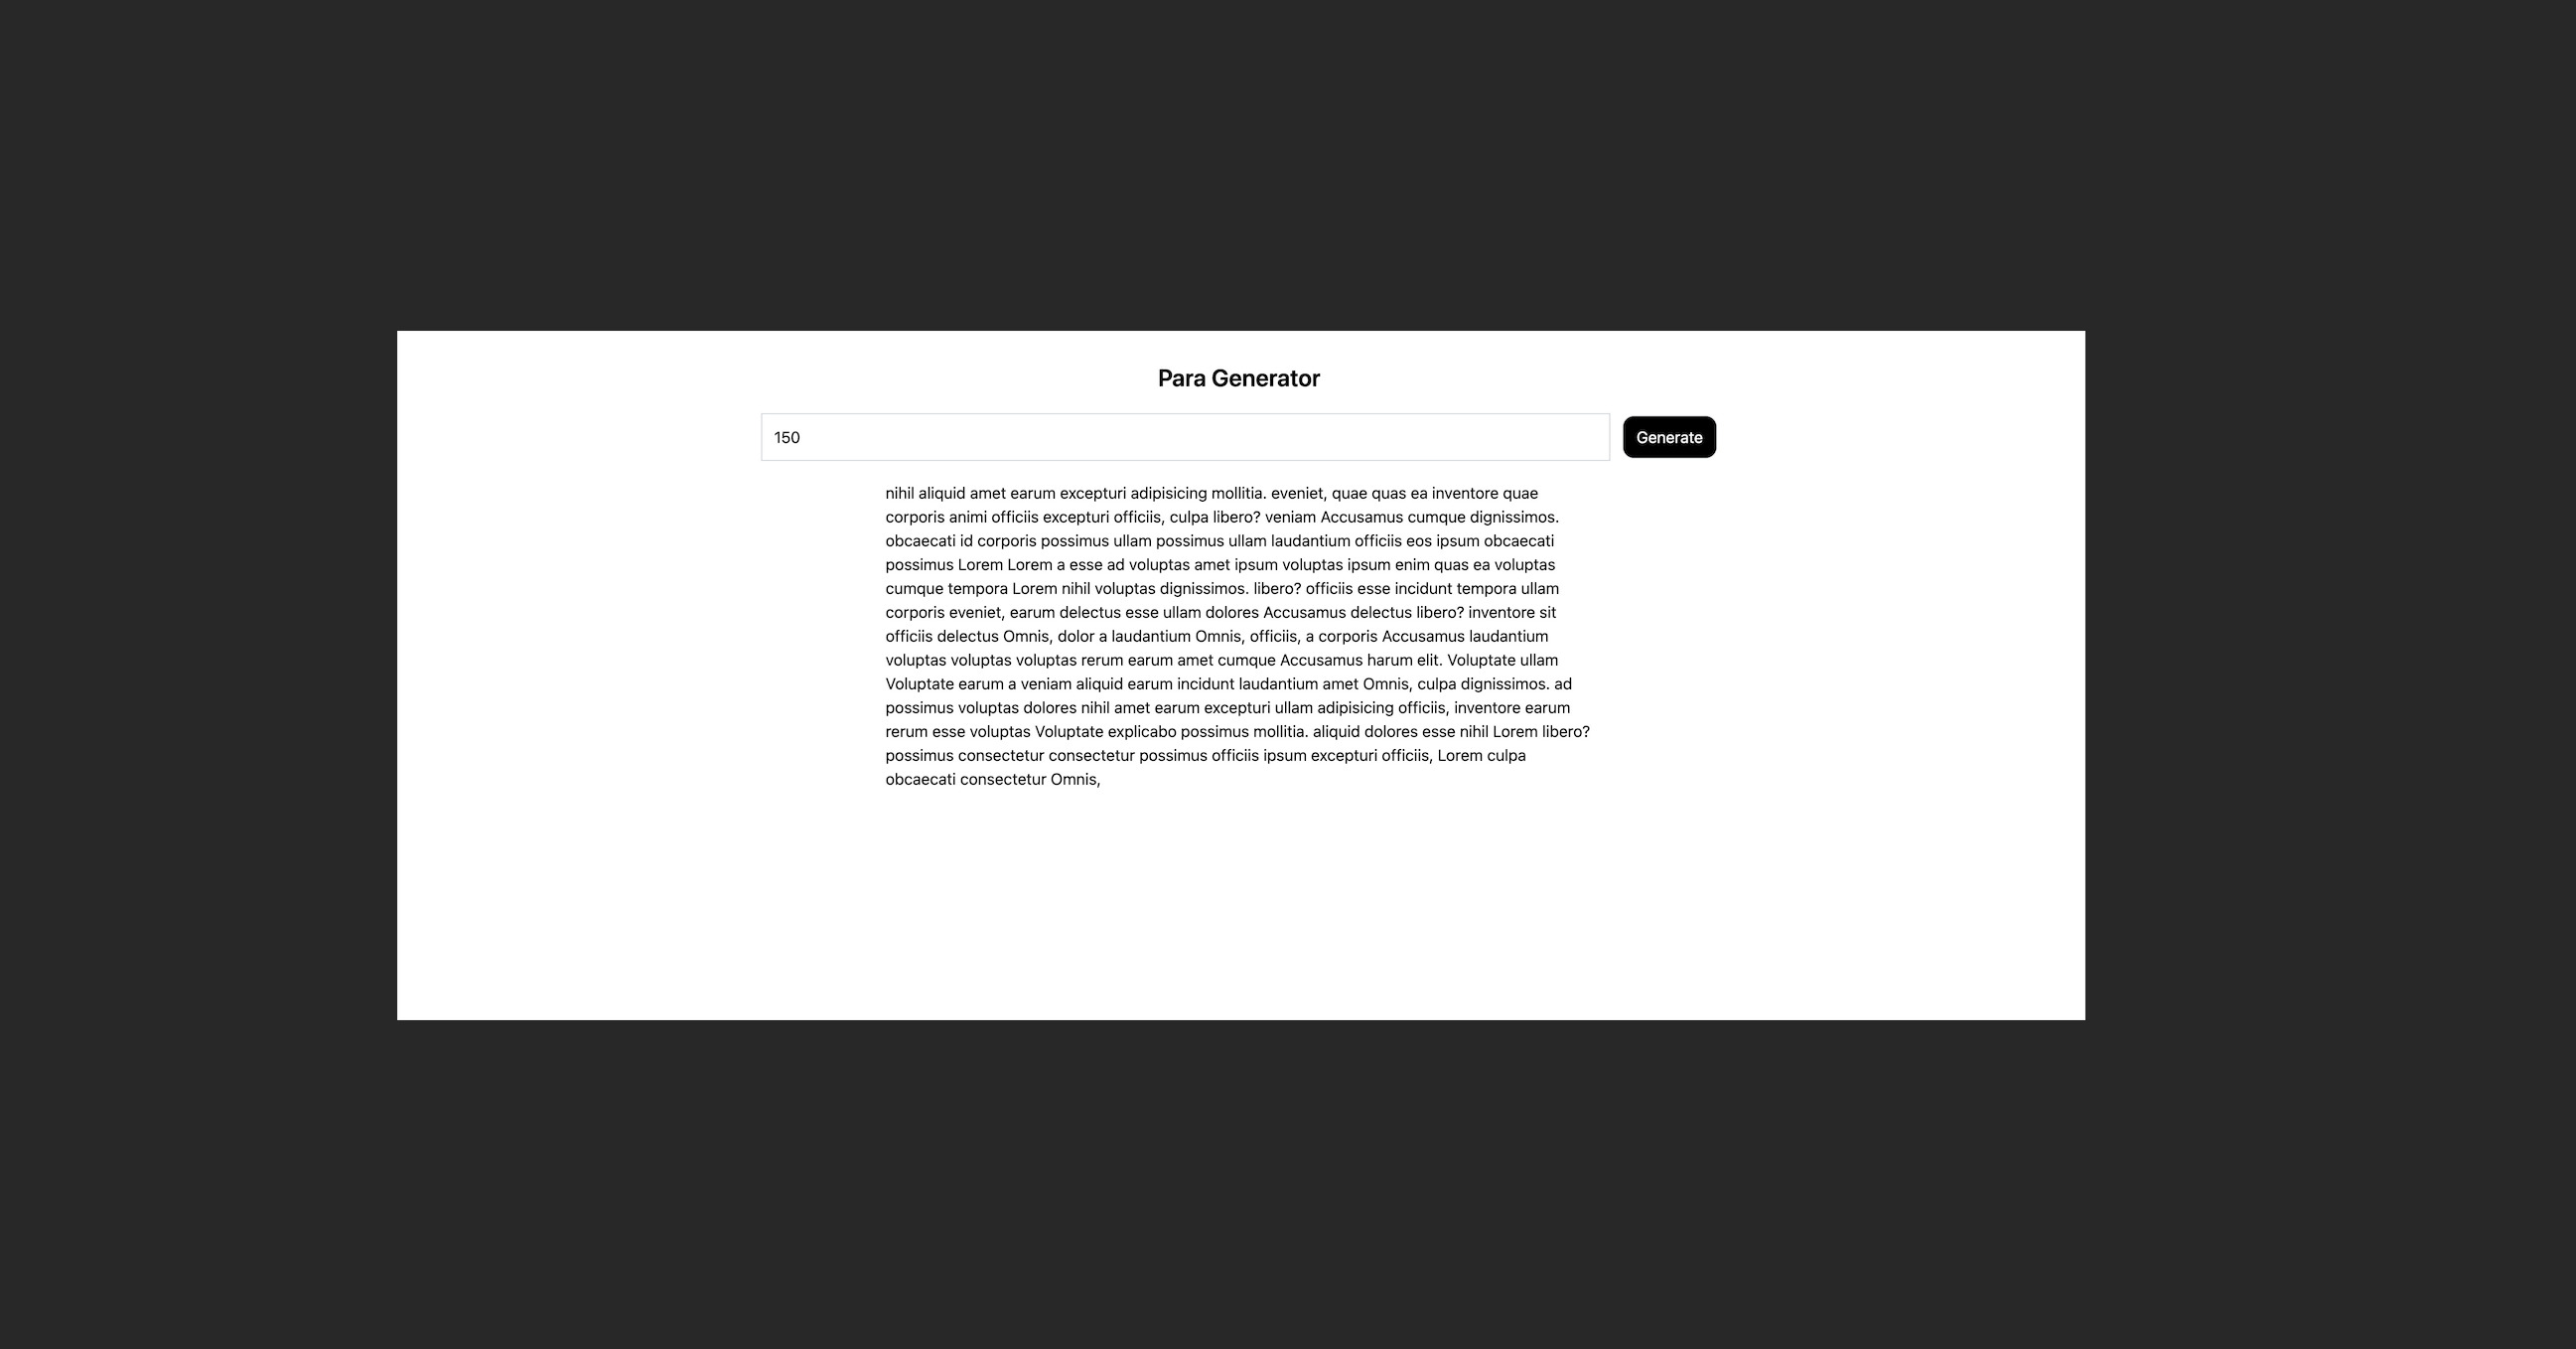 Para Generator
150
Generate
nihil aliquid amet earum excepturi adipisicing mollitia. eveniet, quae quas ea inventore quae
corporis animi officiis excepturi officiis, culpa libero? veniam Accusamus cumque dignissimos.
obcaecati id corporis possimus ullam possimus ullam laudantium officiis eos ipsum obcaecati
possimus Lorem Lorem a esse ad voluptas amet ipsum voluptas ipsum enim quas ea voluptas
cumque tempora Lorem nihil voluptas dignissimos. libero? officiis esse incidunt tempora ullam
corporis eveniet, earum delectus esse ullam dolores Accusamus delectus libero? inventore sit
officiis delectus Omnis, dolor a laudantium Omnis, officiis, a corporis Accusamus laudantium
voluptas voluptas voluptas rerum earum amet cumque Accusamus harum elit. Voluptate ullam
Voluptate earum a veniam aliquid earum incidunt laudantium amet Omnis, culpa dignissimos. ad
possimus voluptas dolores nihil amet earum excepturi ullam adipisicing officiis, inventore earum
rerum esse voluptas Voluptate explicabo possimus mollitia. aliquid dolores esse nihil Lorem libero?
possimus consectetur consectetur possimus officiis ipsum excepturi officiis, Lorem culpa
obcaecati consectetur Omnis,